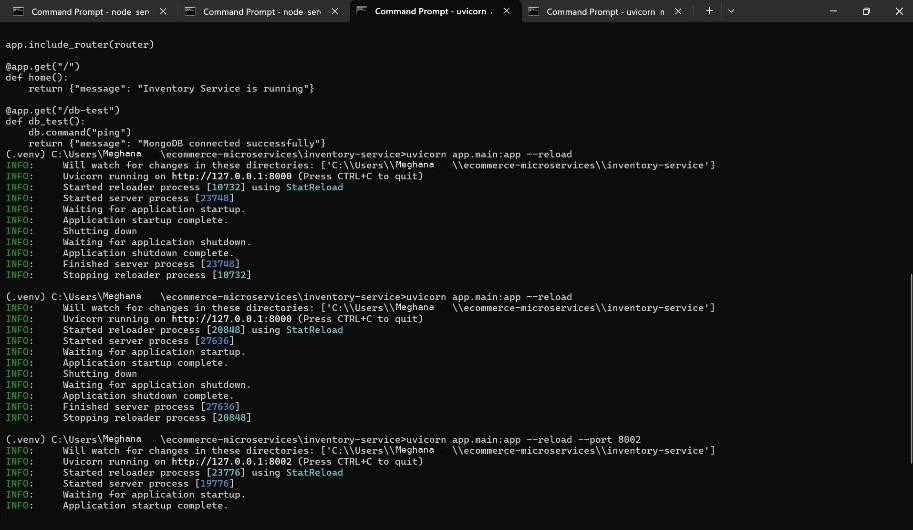 Command Prompt - node serv
Command Prompt - node serv
Command Prompt - uvicorn
Command Prompt - uvicorn m
app.include_router(router)
@app.get("/")
def home():
    return {"message": "Inventory Service is running"}
@app.get("/db-test")
def db_test():
    db.command("ping")
    return {"message": "MongoDB connected successfully"}
(.venv) C:\Users\Meghana \ecommerce-microservices\inventory-service>uvicorn app.main:app --reload
INFO:     Will watch for changes in these directories: ['C:\\Users\\Meghana \\ecommerce-microservices\\inventory-service']
INFO:     Uvicorn running on http://127.0.0.1:8000 (Press CTRL+C to quit)
INFO:     Started reloader process [10732] using StatReload
INFO:     Started server process [23748]
INFO:     Waiting for application startup.
INFO:     Application startup complete.
INFO:     Shutting down
INFO:     Waiting for application shutdown.
INFO:     Application shutdown complete.
INFO:     Finished server process [23748]
INFO:     Stopping reloader process [10732]
(.venv) C:\Users\Meghana \ecommerce-microservices\inventory-service>uvicorn app.main:app --reload
INFO:     Will watch for changes in these directories: ['C:\\Users\\Meghana \\ecommerce-microservices\\inventory-service']
INFO:     Uvicorn running on http://127.0.0.1:8000 (Press CTRL+C to quit)
INFO:     Started reloader process [20848] using StatReload
INFO:     Started server process [27636]
INFO:     Waiting for application startup.
INFO:     Application startup complete.
INFO:     Shutting down
INFO:     Waiting for application shutdown.
INFO:     Application shutdown complete.
INFO:     Finished server process [27636]
INFO:     Stopping reloader process [20848]
(.venv) C:\Users\Meghana \ecommerce-microservices\inventory-service>uvicorn app.main:app --reload --port 8002
INFO:     Will watch for changes in these directories: ['C:\\Users\\Meghana \\ecommerce-microservices\\inventory-service']
INFO:     Uvicorn running on http://127.0.0.1:8002 (Press CTRL+C to quit)
INFO:     Started reloader process [23776] using StatReload
INFO:     Started server process [19776]
INFO:     Waiting for application startup.
INFO:     Application startup complete.